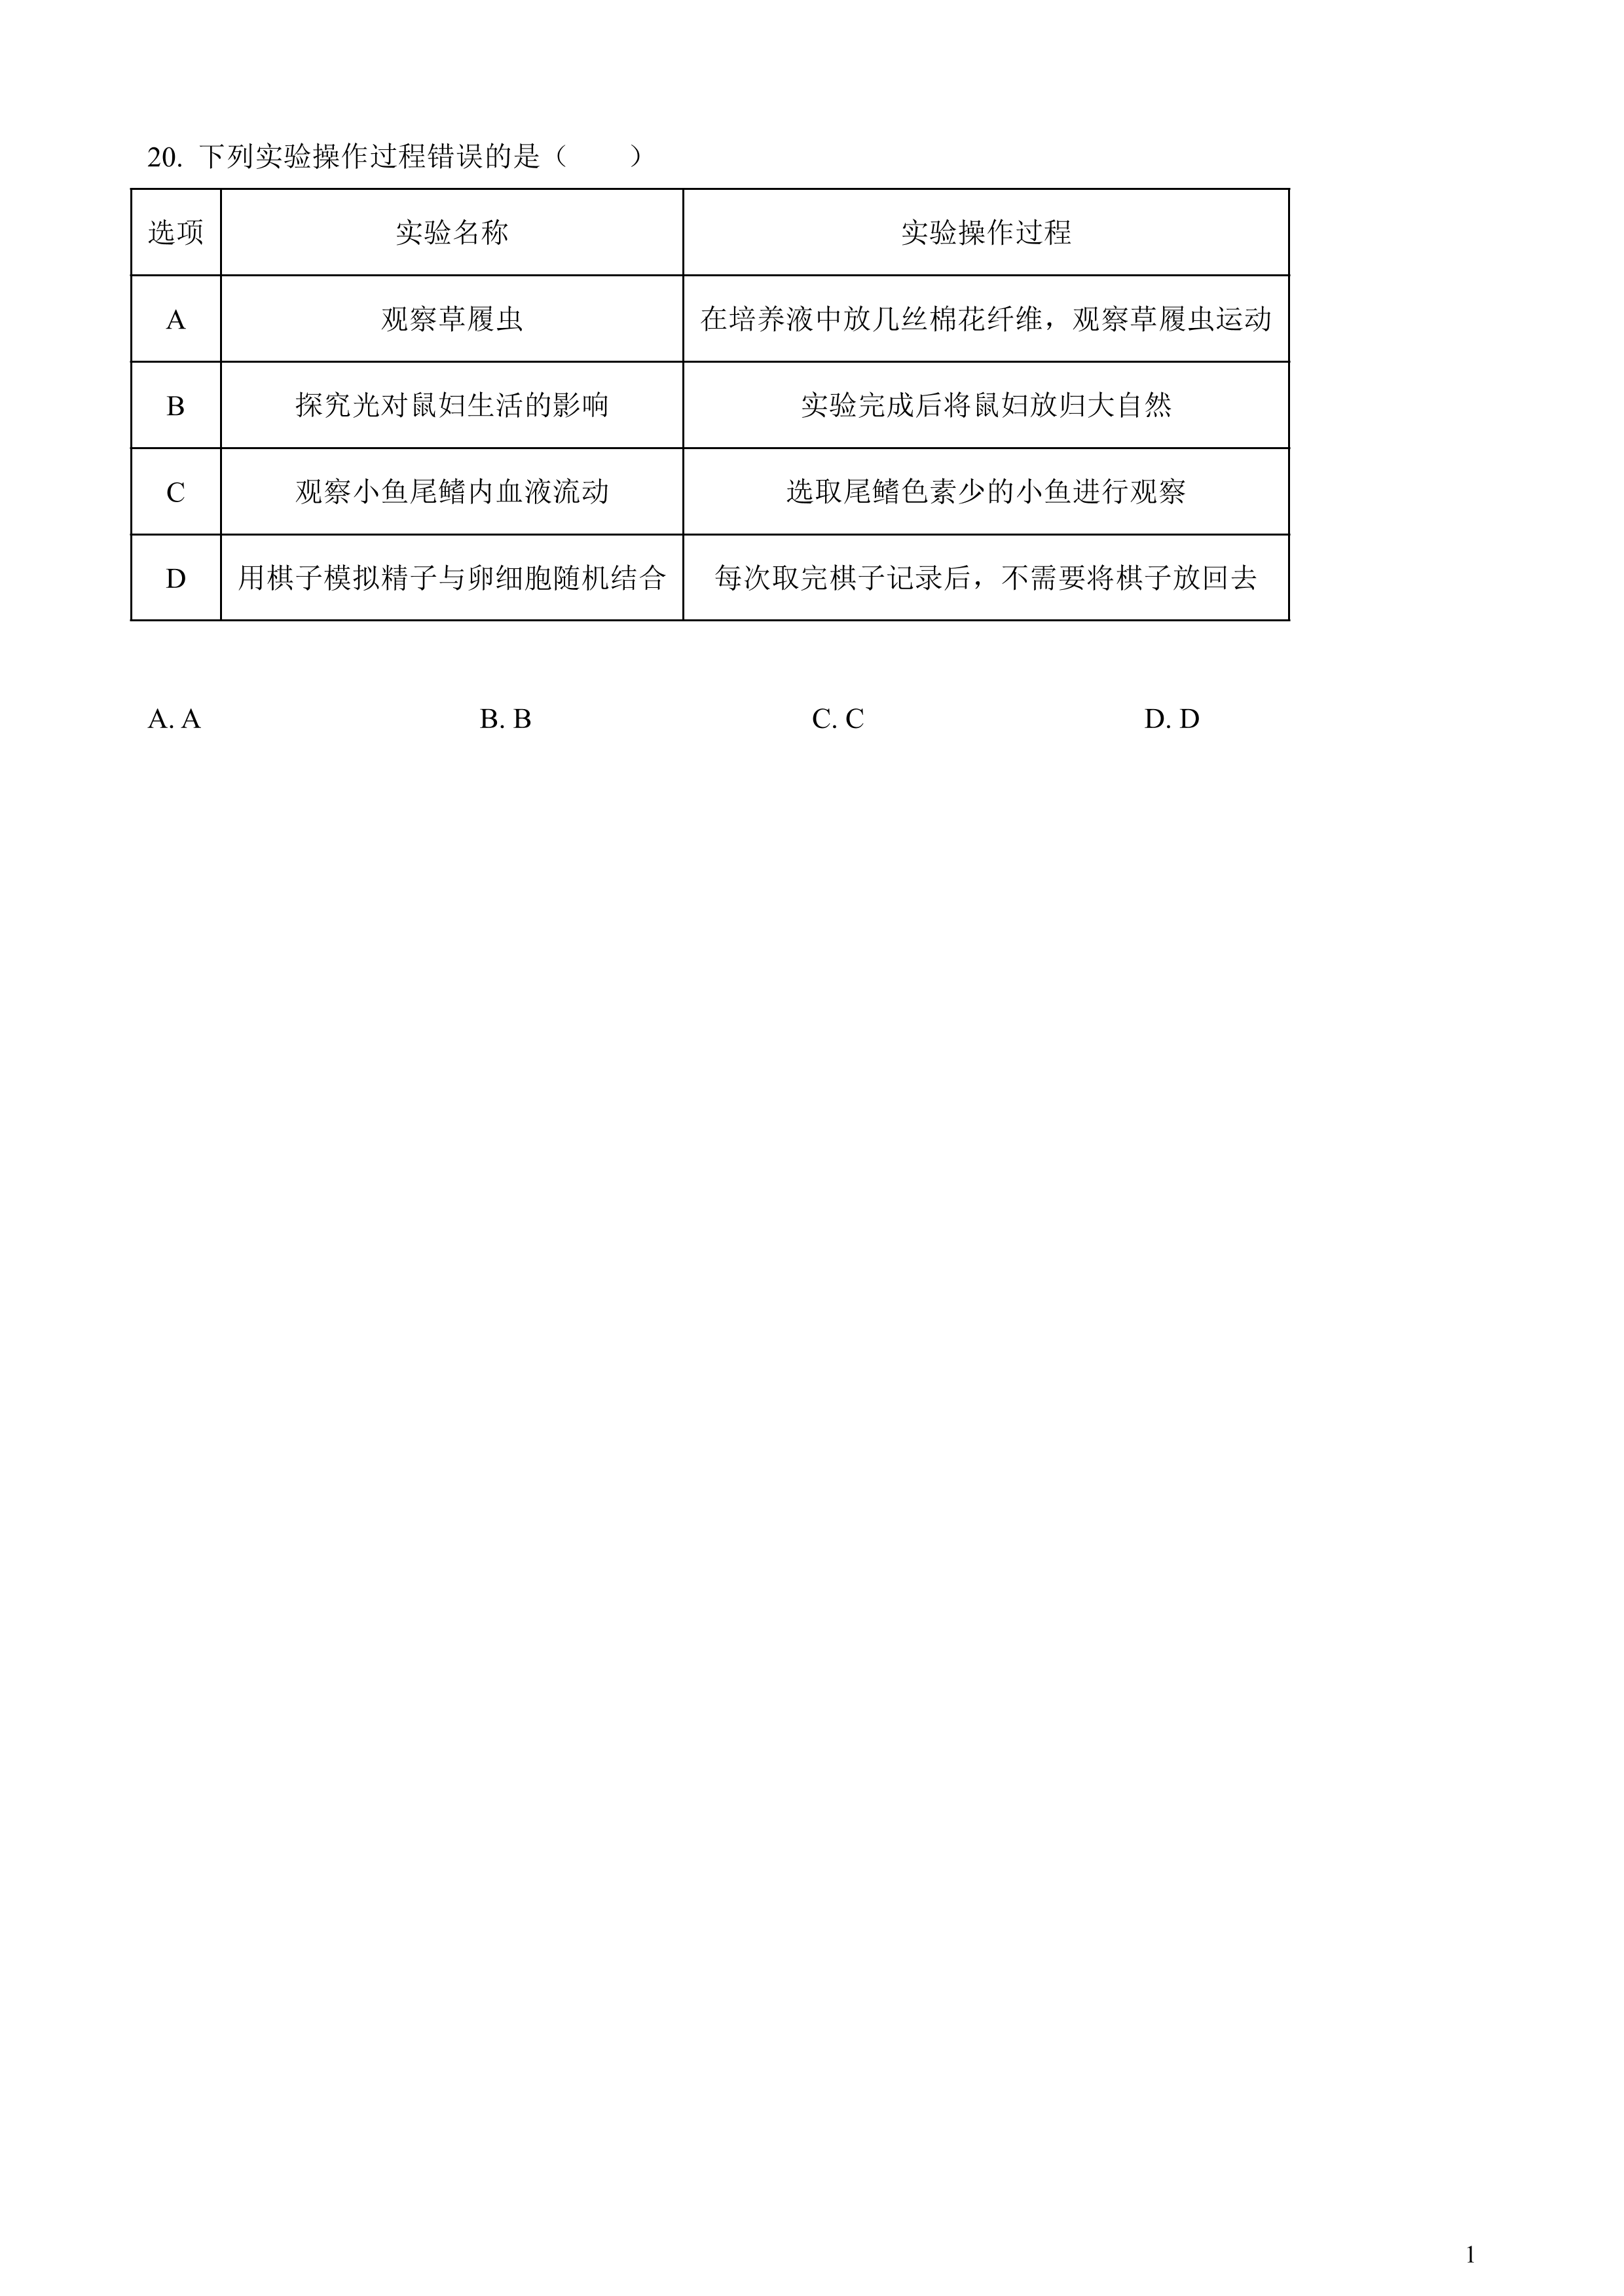 20. 下列实验操作过程错误的是（　　）
选项 实验名称 实验操作过程
A 观察草履虫 在培养液中放几丝棉花纤维，观察草履虫运动
B 探究光对鼠妇生活的影响 实验完成后将鼠妇放归大自然
C 观察小鱼尾鳍内血液流动 选取尾鳍色素少的小鱼进行观察
D 用棋子模拟精子与卵细胞随机结合 每次取完棋子记录后，不需要将棋子放回去
A. A B. B C. C D. D
1